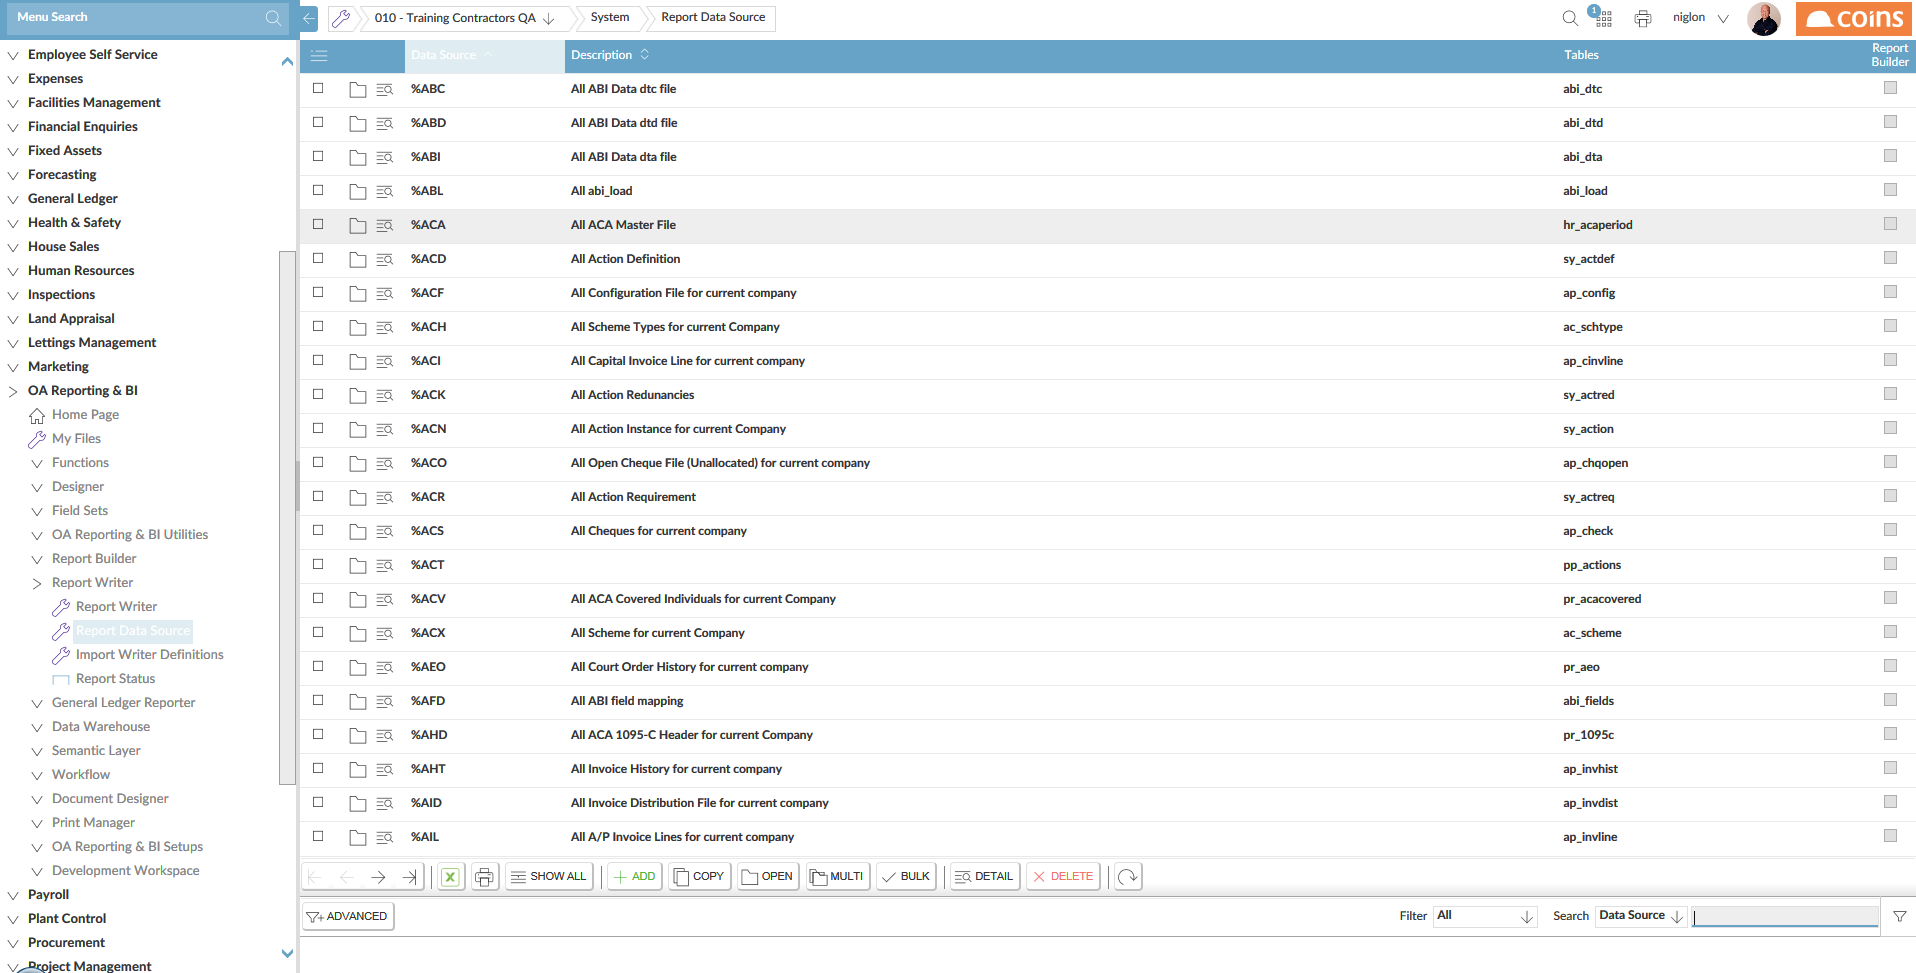 Menu Search
010 - Training Contractors QA
System
Report Data Source
1
niglon
coins
Employee Self Service
Expenses
Facilities Management
Financial Enquiries
Fixed Assets
Forecasting
General Ledger
Health & Safety
House Sales
Human Resources
Inspections
Land Appraisal
Lettings Management
Marketing
OA Reporting & BI
Home Page
My Files
Functions
Designer
Field Sets
OA Reporting & BI Utilities
Report Builder
Report Writer
Report Writer
Report Data Source
Import Writer Definitions
Report Status
General Ledger Reporter
Data Warehouse
Semantic Layer
Workflow
Document Designer
Print Manager
OA Reporting & BI Setups
Development Workspace
Payroll
Plant Control
Procurement
Project Management
Data Source Description Tables Report Builder
%ABC All ABI Data dtc file abi_dtc
%ABD All ABI Data dtd file abi_dtd
%ABI All ABI Data dta file abi_dta
%ABL All abi_load abi_load
%ACA All ACA Master File hr_acaperiod
%ACD All Action Definition sy_actdef
%ACF All Configuration File for current company ap_config
%ACH All Scheme Types for current Company ac_schtype
%ACI All Capital Invoice Line for current company ap_cinvline
%ACK All Action Redunancies sy_actred
%ACN All Action Instance for current Company sy_action
%ACO All Open Cheque File (Unallocated) for current company ap_chqopen
%ACR All Action Requirement sy_actreq
%ACS All Cheques for current company ap_check
%ACT pp_actions
%ACV All ACA Covered Individuals for current Company pr_acacovered
%ACX All Scheme for current Company ac_scheme
%AEO All Court Order History for current company pr_aeo
%AFD All ABI field mapping abi_fields
%AHD All ACA 1095-C Header for current Company pr_1095c
%AHT All Invoice History for current company ap_invhist
%AID All Invoice Distribution File for current company ap_invdist
%AIL All A/P Invoice Lines for current company ap_invline
SHOW ALL ADD COPY OPEN MULTI BULK DETAIL DELETE
ADVANCED Filter All Search Data Source